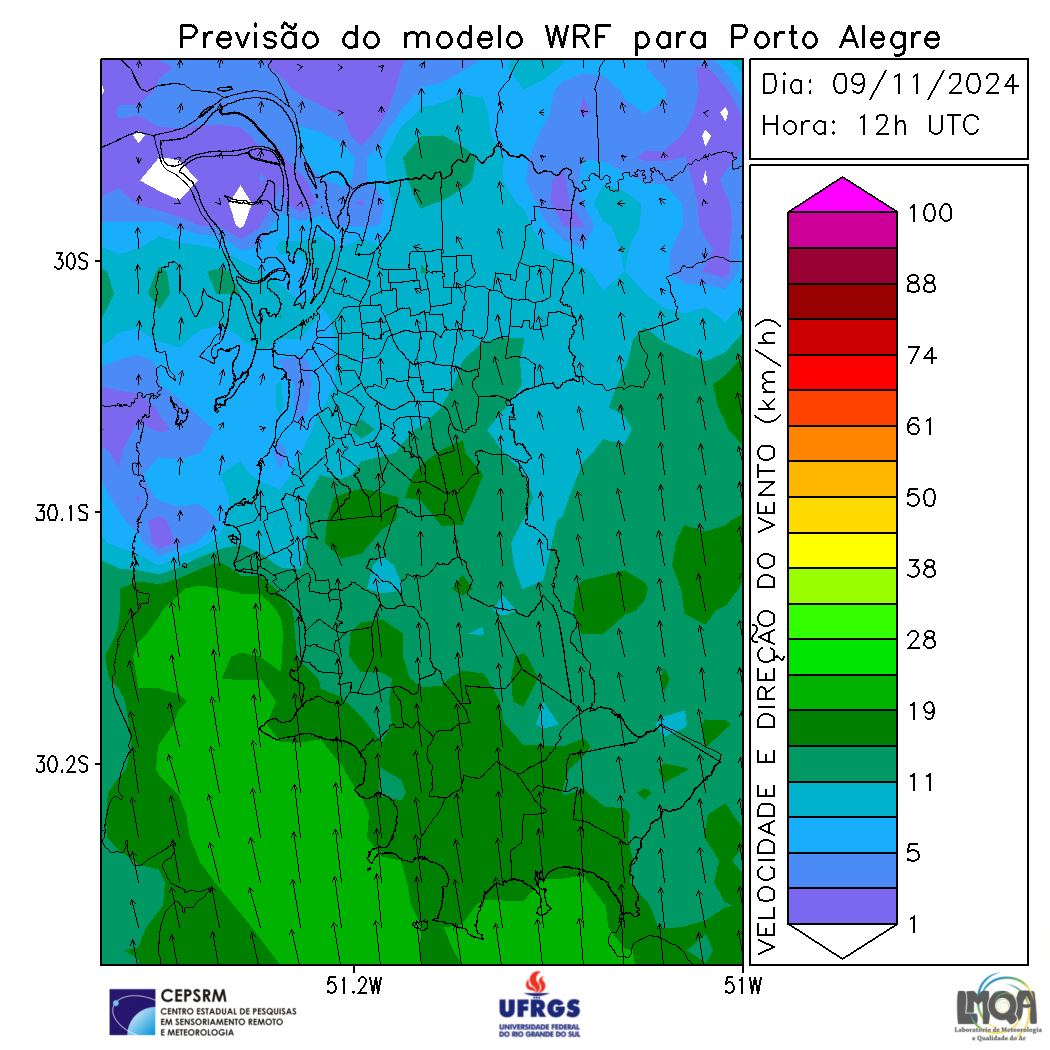 Previsão do modelo WRF para Porto Alegre
Dia: 09/11/2024
Hora: 12h UTC
30S
30.1S
30.2S
51.2W
51W
VELOCIDADE E DIREÇÃO DO VENTO (km/h)
100
88
74
61
50
38
28
19
11
5
1
CEPSRM
CENTRO ESTADUAL DE PESQUISAS
EM SENSORIAMENTO REMOTO
E METEOROLOGIA
UFRGS
UNIVERSIDADE FEDERAL
DO RIO GRANDE DO SUL
LMQA
Laboratório de Meteorologia
e Qualidade do Ar